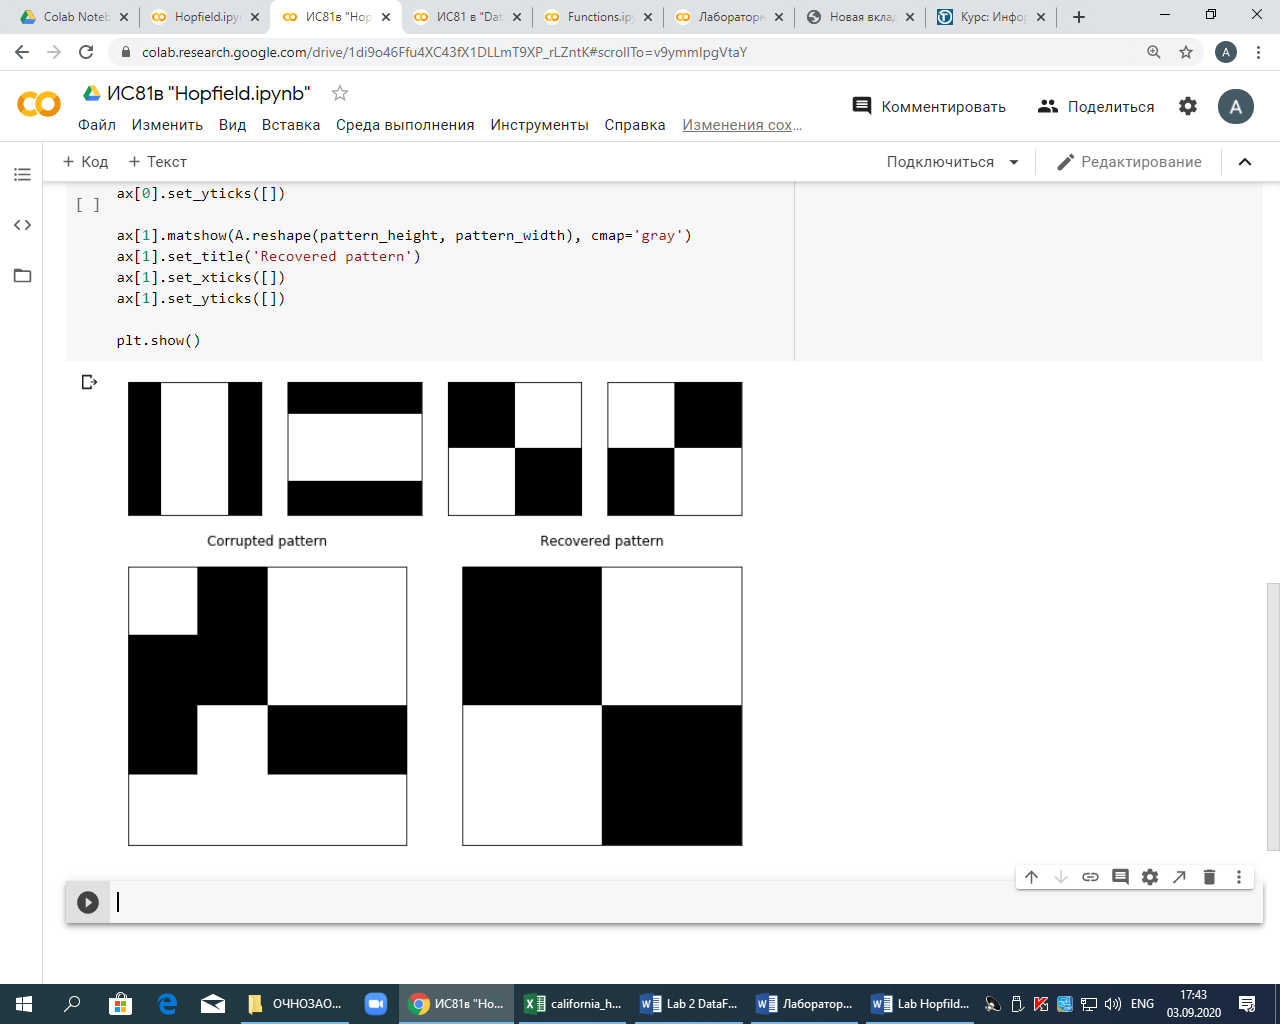 Colab Noteb
Hopfield.ipyn
ИС81в "Hop
ИС81 в "Dat
Functions.ipy
Лабораторн
Новая вклад
Курс: Инфор
colab.research.google.com/drive/1di9o46Ffu4XC43fX1DLLmT9XP_rLZntK#scrollTo=v9ymmIpgVtaY
A
ИС81в "Hopfield.ipynb"
Комментировать
Поделиться
A
Файл Изменить Вид Вставка Среда выполнения Инструменты Справка Изменения сох...
+ Код + Текст
Подключиться
Редактирование
ax[0].set_yticks([])
[ ]
ax[1].matshow(A.reshape(pattern_height, pattern_width), cmap='gray')
ax[1].set_title('Recovered pattern')
ax[1].set_xticks([])
ax[1].set_yticks([])
plt.show()
Corrupted pattern
Recovered pattern
ОЧНОЗАО...
ИС81в "Но...
california_h...
Lab 2 DataF...
Лаборатор...
Lab Hopfild...
ENG
17:43
03.09.2020